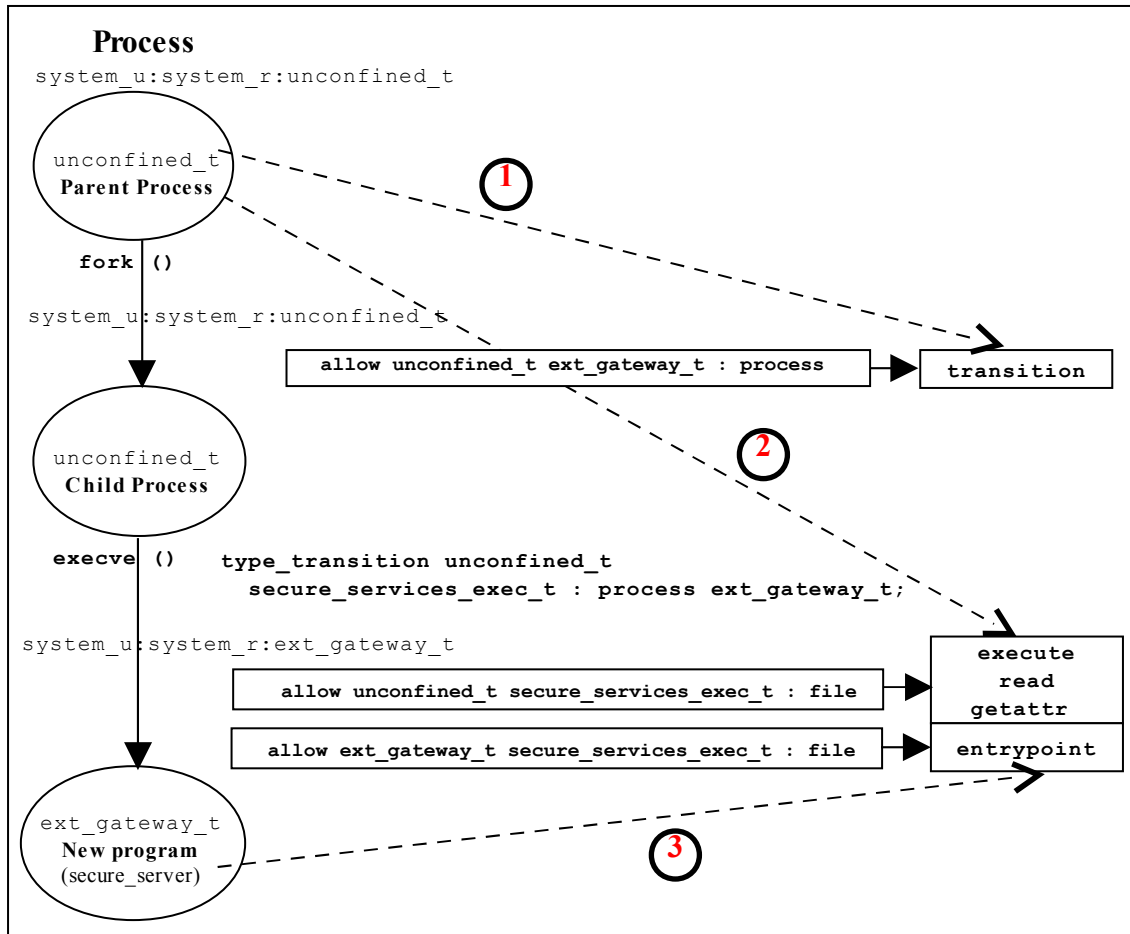 Process
system_u:system_r:unconfined_t
unconfined_t
Parent Process
1
fork ()
system_u:system_r:unconfined_t
allow unconfined_t ext_gateway_t : process
transition
2
unconfined_t
Child Process
execve ()
type_transition unconfined_t
secure_services_exec_t : process ext_gateway_t;
system_u:system_r:ext_gateway_t
execute
read
getattr
allow unconfined_t secure_services_exec_t : file
allow ext_gateway_t secure_services_exec_t : file
entrypoint
ext_gateway_t
New program
(secure_server)
3